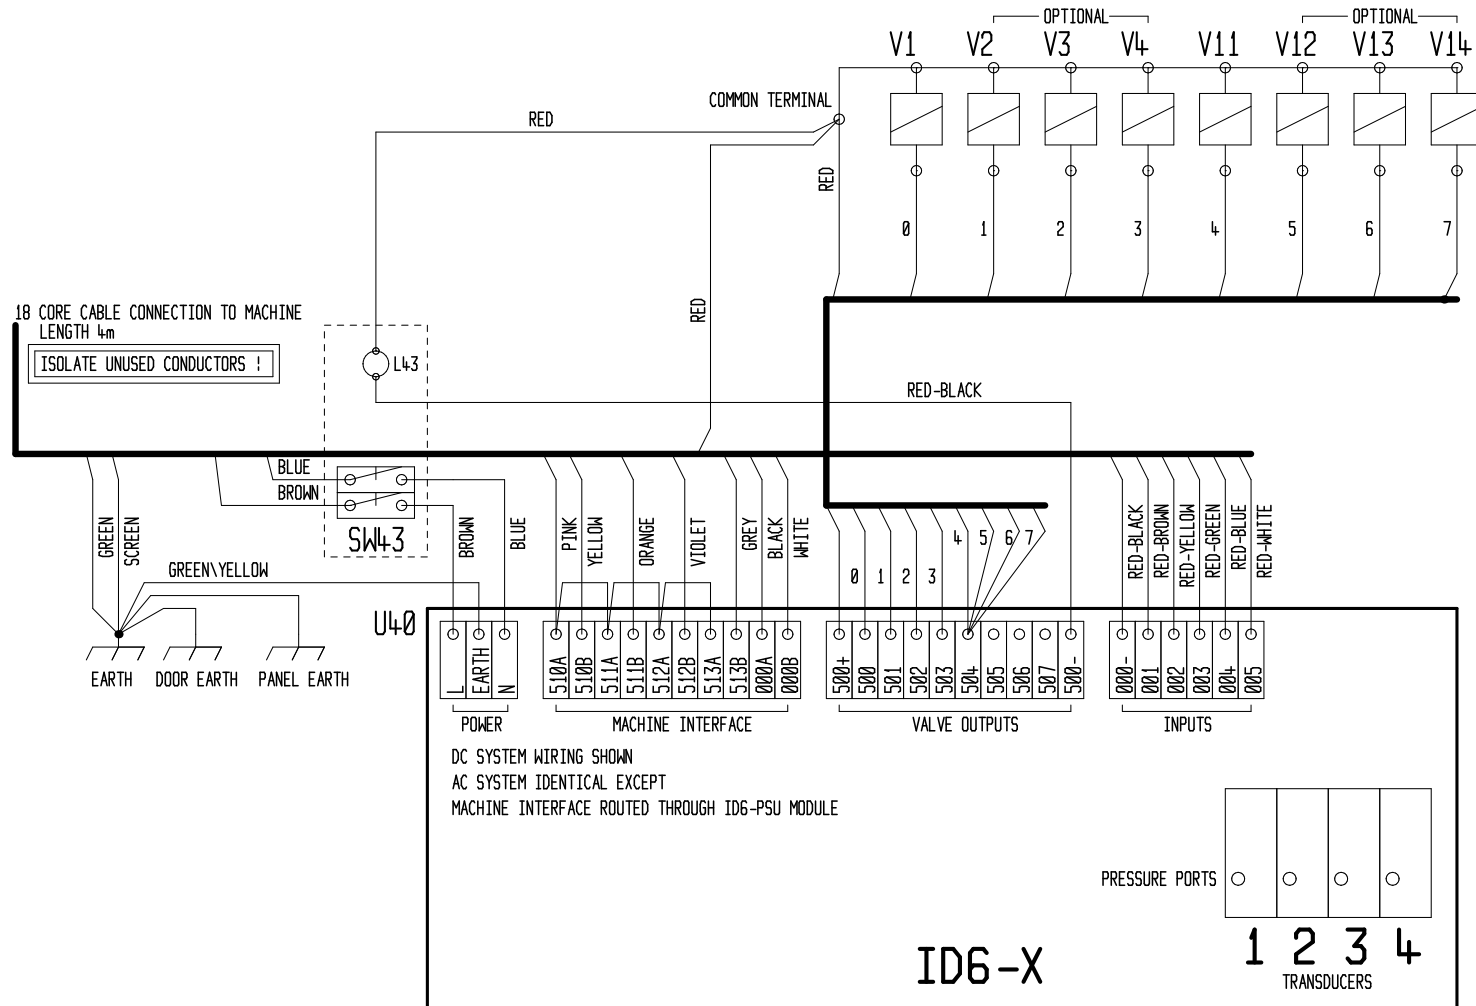 OPTIONAL OPTIONAL
V1 V2 V3 V4 V11 V12 V13 V14
COMMON TERMINAL
RED
RED
0 1 2 3 4 5 6 7
RED
18 CORE CABLE CONNECTION TO MACHINE
LENGTH 4m
ISOLATE UNUSED CONDUCTORS !
L43
RED-BLACK
BLUE
BROWN
SW43
GREEN SCREEN
BROWN BLUE
PINK YELLOW ORANGE VIOLET GREY BLACK WHITE
0 1 2 3 4 5 6 7
RED-BLACK RED-BROWN RED-YELLOW RED-GREEN RED-BLUE RED-WHITE
GREEN\YELLOW
U40
EARTH DOOR EARTH PANEL EARTH
L EARTH N
510A 510B 511A 511B 512A 512B 513A 513B 000A 000B
500+ 500 501 502 503 504+ 505 506 507 500-
000- 001 002 003 004 005
POWER MACHINE INTERFACE VALVE OUTPUTS INPUTS
DC SYSTEM WIRING SHOWN
AC SYSTEM IDENTICAL EXCEPT
MACHINE INTERFACE ROUTED THROUGH ID6-PSU MODULE
PRESSURE PORTS
1 2 3 4
TRANSDUCERS
ID6-X